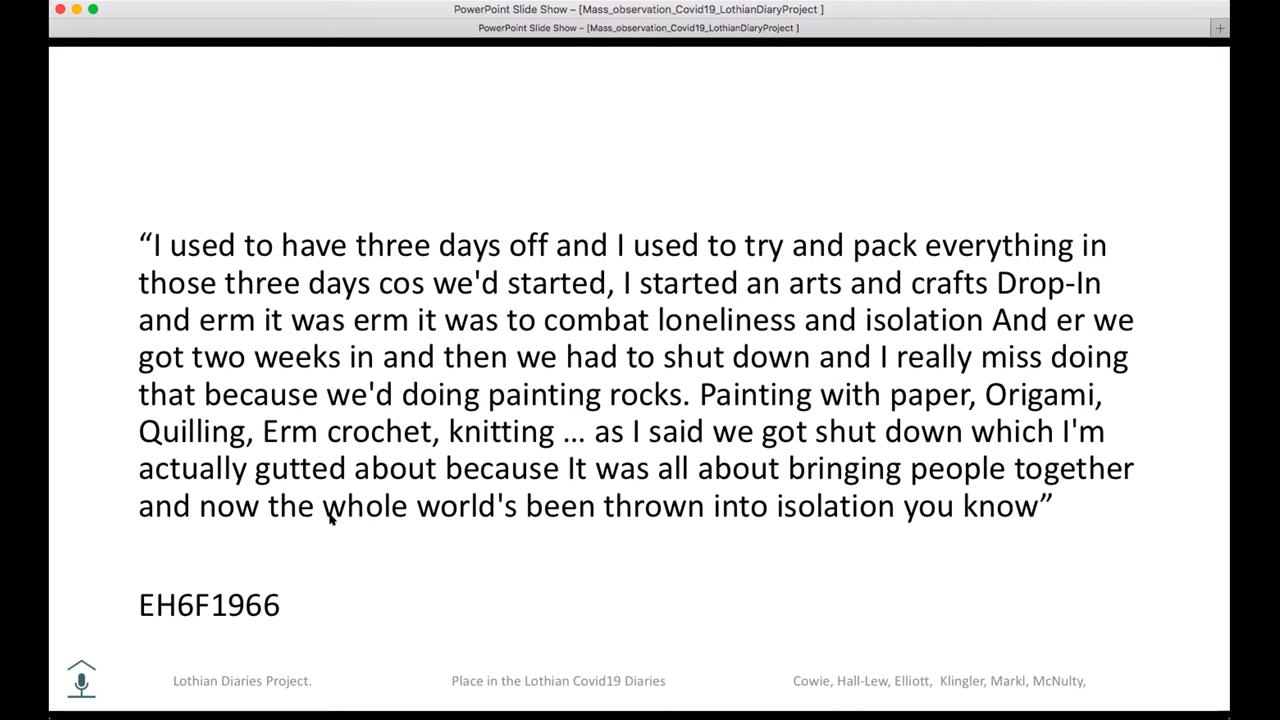 PowerPoint Slide Show – [Mass_observation_Covid19_LothianDiaryProject ]
PowerPoint Slide Show – [Mass_observation_Covid19_LothianDiaryProject ]
“I used to have three days off and I used to try and pack everything in
those three days cos we'd started, I started an arts and crafts Drop-In
and erm it was erm it was to combat loneliness and isolation And er we
got two weeks in and then we had to shut down and I really miss doing
that because we'd doing painting rocks. Painting with paper, Origami,
Quilling, Erm crochet, knitting ... as I said we got shut down which I'm
actually gutted about because It was all about bringing people together
and now the whole world's been thrown into isolation you know”
EH6F1966
Lothian Diaries Project. Place in the Lothian Covid19 Diaries Cowie, Hall-Lew, Elliott, Klingler, Markl, McNulty,